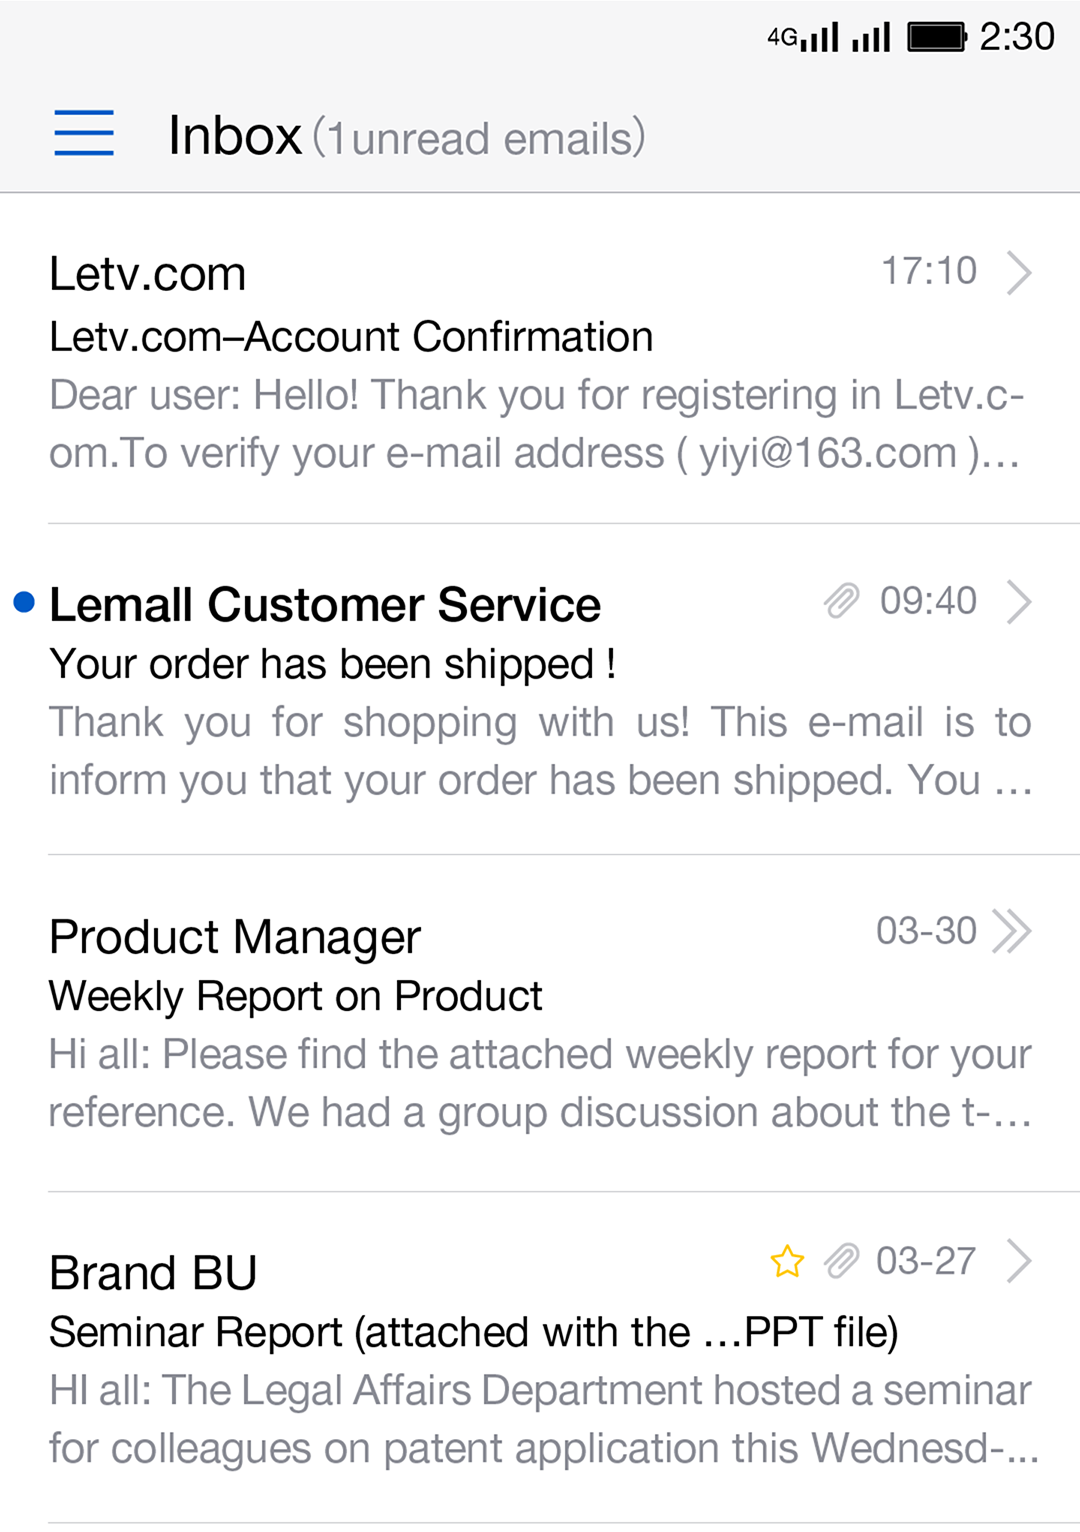 4G 2:30
Inbox (1unread emails)
Letv.com 17:10
Letv.com–Account Confirmation
Dear user: Hello! Thank you for registering in Letv.c-
om.To verify your e-mail address ( yiyi@163.com )...
Lemall Customer Service 09:40
Your order has been shipped !
Thank you for shopping with us! This e-mail is to
inform you that your order has been shipped. You ...
Product Manager 03-30
Weekly Report on Product
Hi all: Please find the attached weekly report for your
reference. We had a group discussion about the t-...
Brand BU 03-27
Seminar Report (attached with the ...PPT file)
HI all: The Legal Affairs Department hosted a seminar
for colleagues on patent application this Wednesd-...